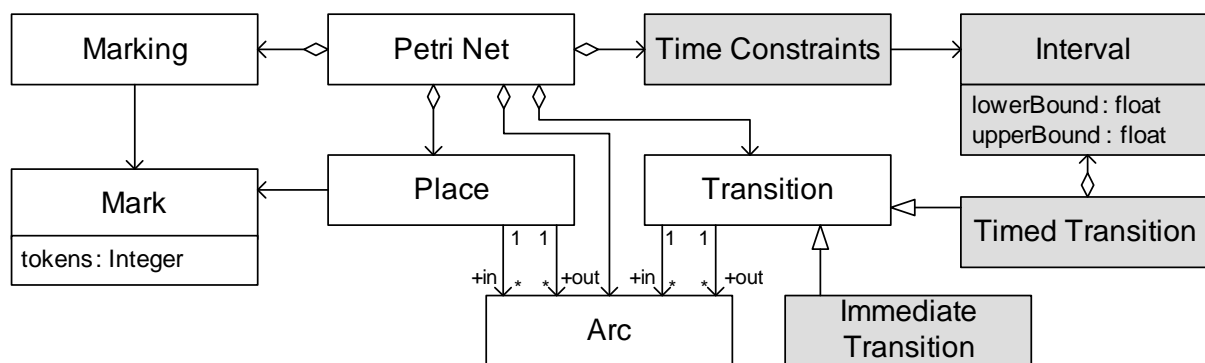 Marking
Petri Net
Time Constraints
Interval
lowerBound : float
upperBound : float
Mark
tokens : Integer
Place
Transition
Timed Transition
1 1
1 1
+in * * +out
+in * * +out
Arc
Immediate
Transition